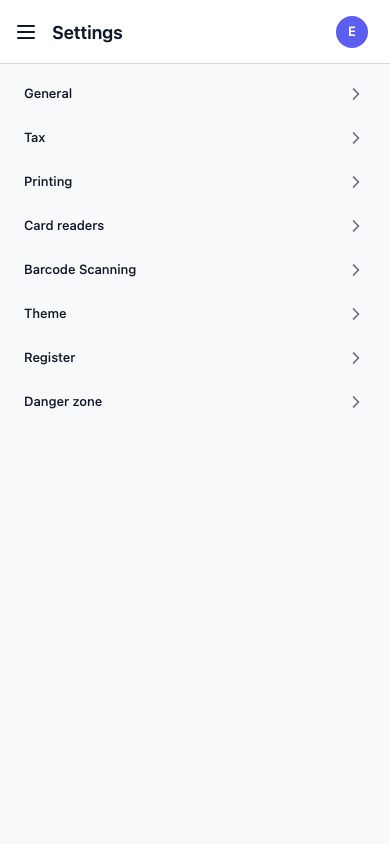 Settings
E
General
Tax
Printing
Card readers
Barcode Scanning
Theme
Register
Danger zone